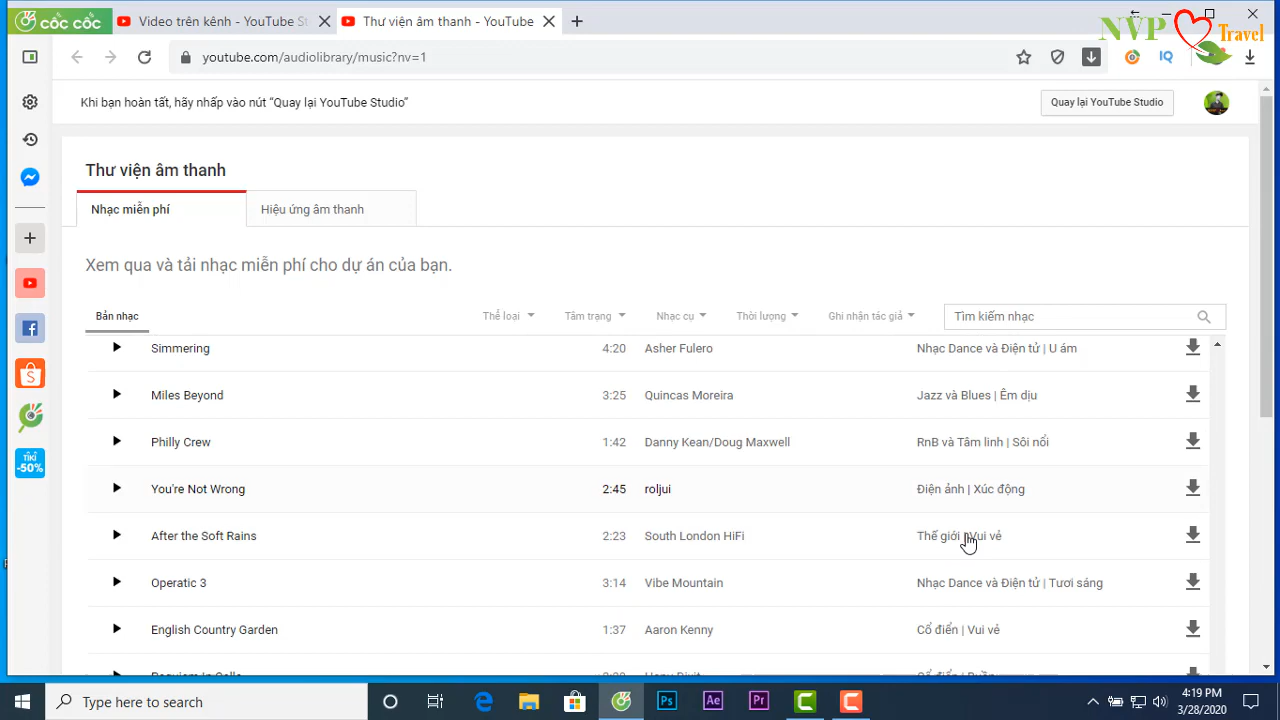 cốc cốc
Video trên kênh - YouTube St
Thư viện âm thanh - YouTube
NVP Travel
youtube.com/audiolibrary/music?nv=1
IQ
Khi bạn hoàn tất, hãy nhấp vào nút “Quay lại YouTube Studio”
Quay lại YouTube Studio
Thư viện âm thanh
Nhạc miễn phí
Hiệu ứng âm thanh
Xem qua và tải nhạc miễn phí cho dự án của bạn.
Bản nhạc Thể loại Tâm trạng Nhạc cụ Thời lượng Ghi nhận tác giả Tìm kiếm nhạc
Simmering 4:20 Asher Fulero Nhạc Dance và Điện tử | U ám
Miles Beyond 3:25 Quincas Moreira Jazz và Blues | Êm dịu
Philly Crew 1:42 Danny Kean/Doug Maxwell RnB và Tâm linh | Sôi nổi
You're Not Wrong 2:45 roljui Điện ảnh | Xúc động
After the Soft Rains 2:23 South London HiFi Thế giới | Vui vẻ
Operatic 3 3:14 Vibe Mountain Nhạc Dance và Điện tử | Tươi sáng
English Country Garden 1:37 Aaron Kenny Cổ điển | Vui vẻ
TIKI
-50%
Type here to search
Ps
Ae
Pr
4:19 PM
3/28/2020